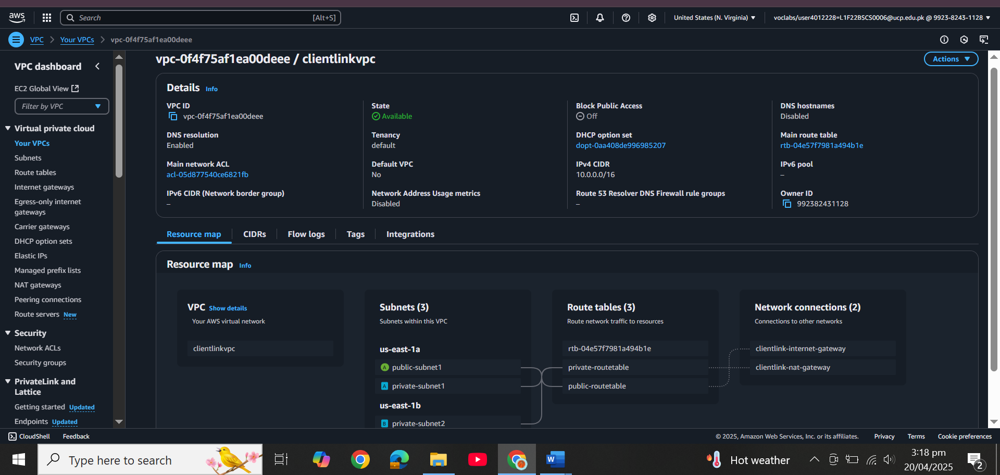 aws
Search [Alt+S]
United States (N. Virginia)
voclabs/user4012228=L1F22BSCS0006@ucp.edu.pk @ 9923-8243-1128
VPC
Your VPCs
vpc-0f4f75af1ea00deee
VPC dashboard
EC2 Global View
Filter by VPC
Virtual private cloud
Your VPCs
Subnets
Route tables
Internet gateways
Egress-only internet
gateways
Carrier gateways
DHCP option sets
Elastic IPs
Managed prefix lists
NAT gateways
Peering connections
Route servers New
Security
Network ACLs
Security groups
PrivateLink and
Lattice
Getting started Updated
Endpoints Updated
vpc-0f4f75af1ea00deee / clientlinkvpc
Actions
Details Info
VPC ID
vpc-0f4f75af1ea00deee
State
Available
Block Public Access
Off
DNS hostnames
Disabled
DNS resolution
Enabled
Tenancy
default
DHCP option set
dopt-0aa408de996985207
Main route table
rtb-04e57f7981a494b1e
Main network ACL
acl-05d877540ce6821fb
Default VPC
No
IPv4 CIDR
10.0.0.0/16
IPv6 pool
–
IPv6 CIDR (Network border group)
–
Network Address Usage metrics
Disabled
Route 53 Resolver DNS Firewall rule groups
–
Owner ID
992382431128
Resource map
CIDRs
Flow logs
Tags
Integrations
Resource map Info
VPC Show details
Your AWS virtual network
clientlinkvpc
Subnets (3)
Subnets within this VPC
us-east-1a
A public-subnet1
A private-subnet1
us-east-1b
B private-subnet2
Route tables (3)
Route network traffic to resources
rtb-04e57f7981a494b1e
private-routetable
public-routetable
Network connections (2)
Connections to other networks
clientlink-internet-gateway
clientlink-nat-gateway
CloudShell
Feedback
© 2025, Amazon Web Services, Inc. or its affiliates.
Privacy
Terms
Cookie preferences
Type here to search
W
Hot weather
3:18 pm
20/04/2025
2